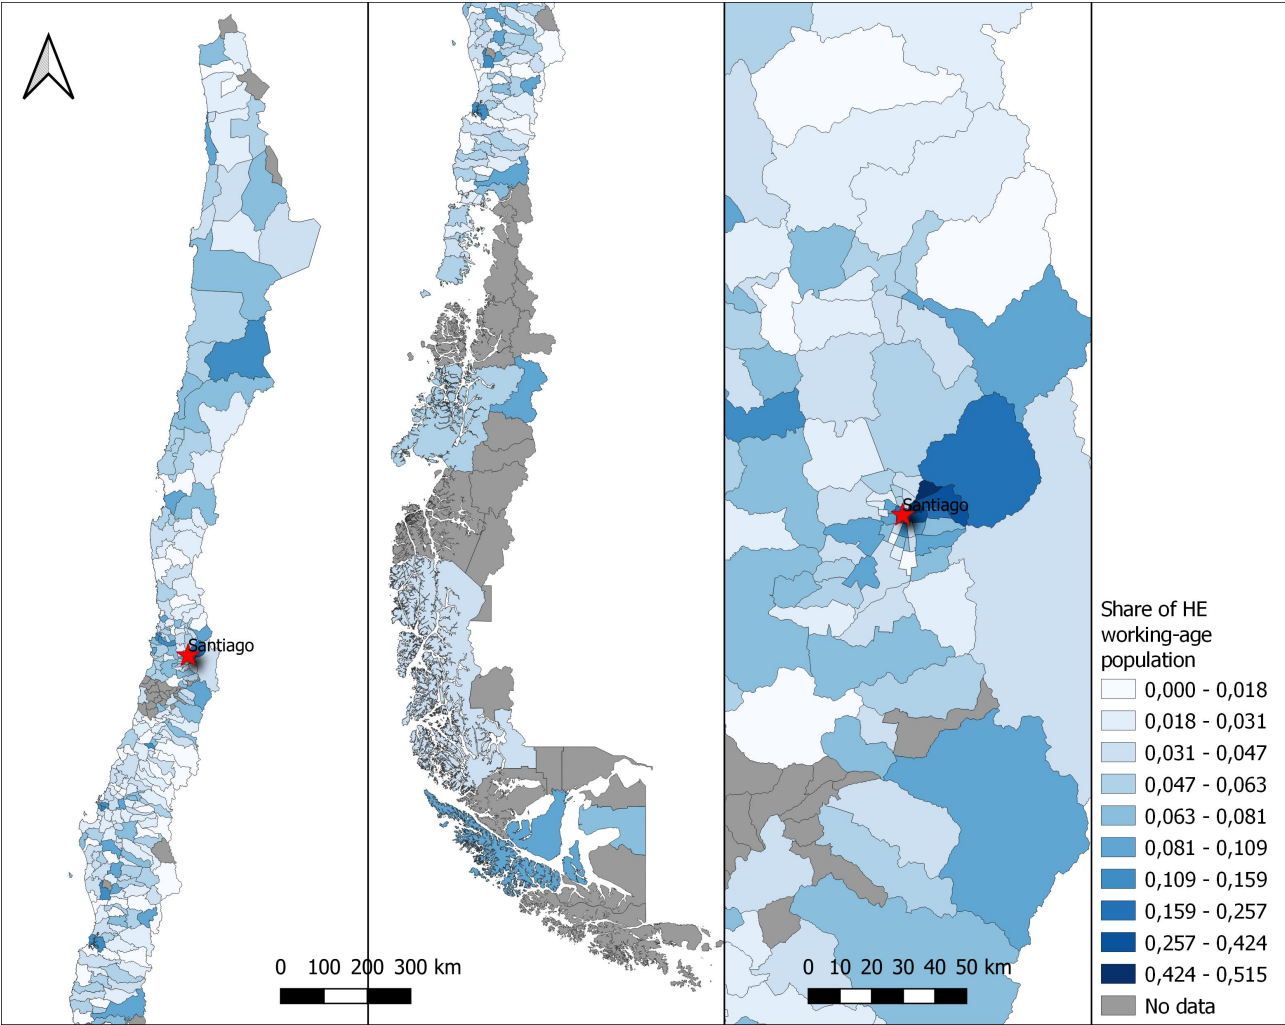 Santiago
Santiago
Share of HE
working-age
population
0,000 - 0,018
0,018 - 0,031
0,031 - 0,047
0,047 - 0,063
0,063 - 0,081
0,081 - 0,109
0,109 - 0,159
0,159 - 0,257
0,257 - 0,424
0,424 - 0,515
No data
0 100 200 300 km
0 10 20 30 40 50 km